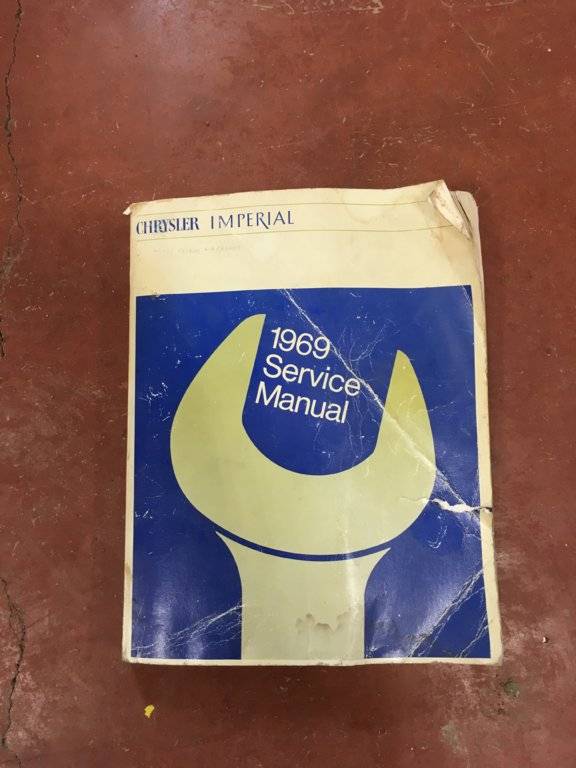 CHRYSLER IMPERIAL
1969
Service
Manual